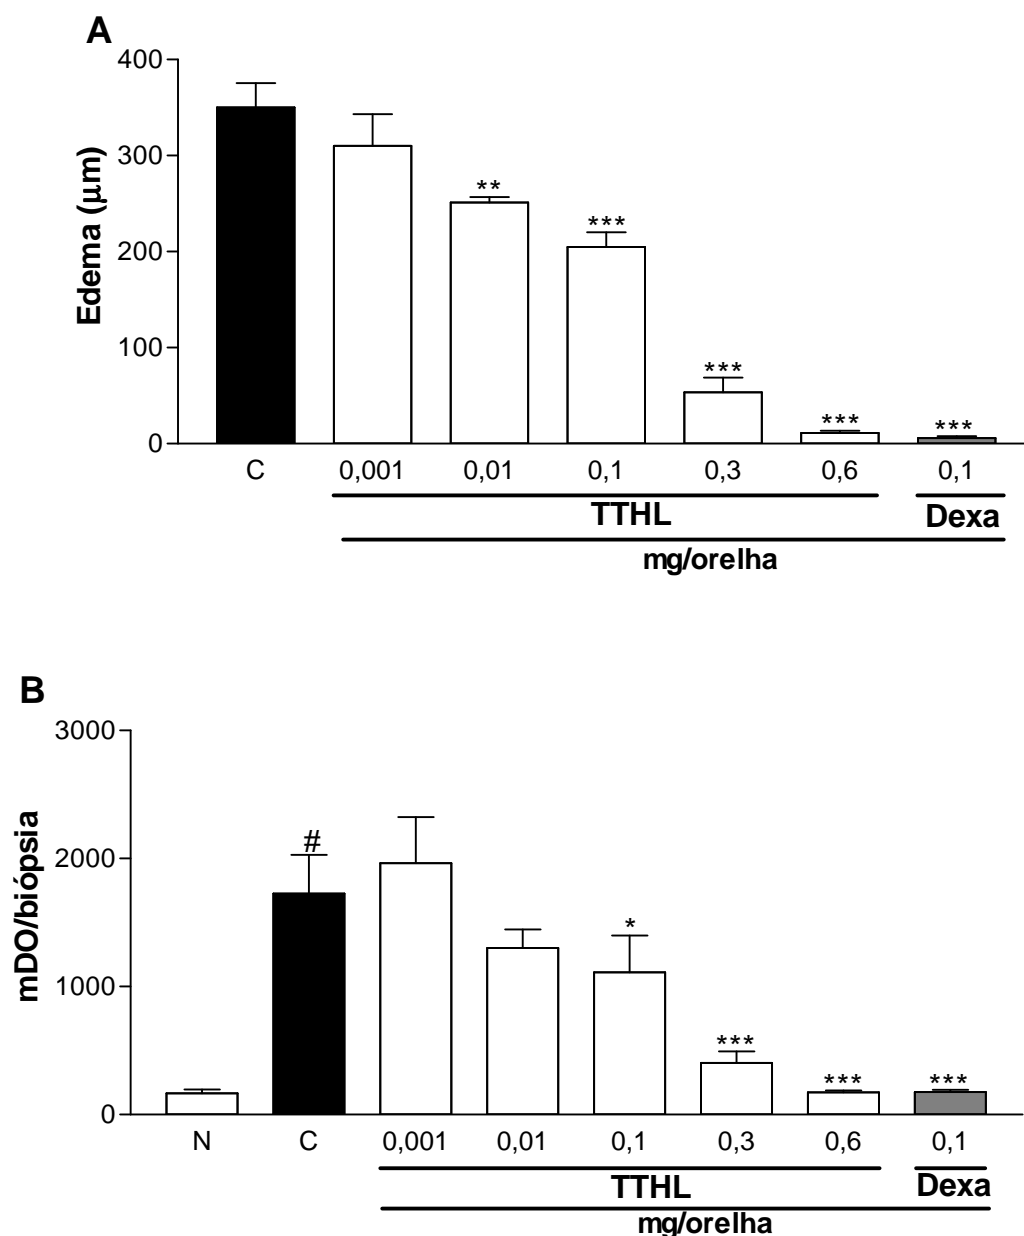 A
400
300
200
100
0
Edema (μm)
** *** *** *** ***
C 0,001 0,01 0,1 0,3 0,6 0,1
TTHL Dexa
mg/orelha
B
3000
2000
1000
0
mDO/biópsia
# * *** *** ***
N C 0,001 0,01 0,1 0,3 0,6 0,1
TTHL Dexa
mg/orelha